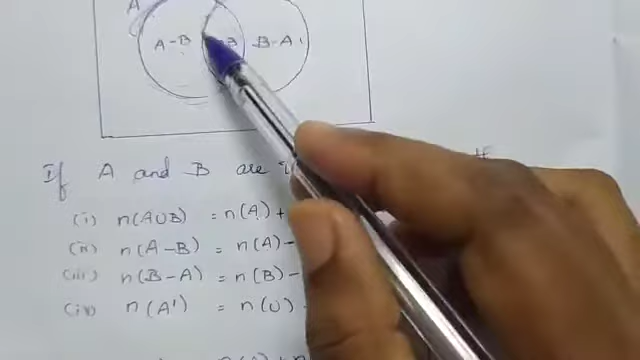 A
A-B B B-A
If A and B are
(i) n(A∪B) = n(A)+
(ii) n(A-B) = n(A)-
(iii) n(B-A) = n(B)-
(iv) n(A') = n(U)